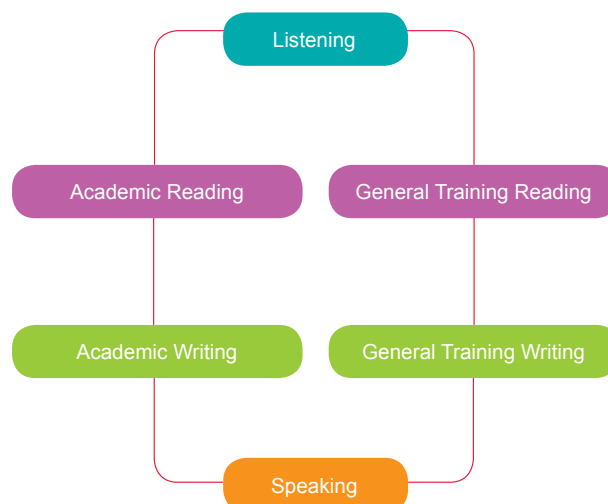 Listening
Academic Reading
General Training Reading
Academic Writing
General Training Writing
Speaking